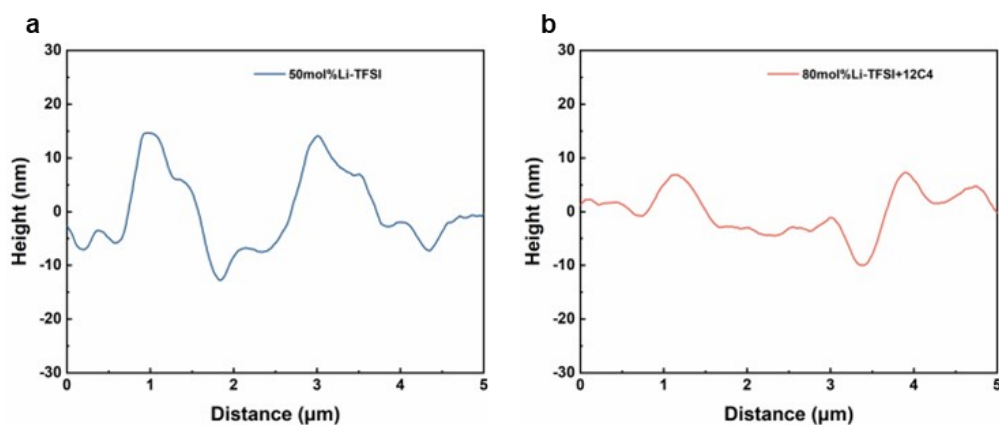 a
30
20
10
0
-10
-20
-30
Height (nm)
50mol%Li-TFSI
0 1 2 3 4 5
Distance (μm)
b
30
20
10
0
-10
-20
-30
Height (nm)
80mol%Li-TFSI+12C4
0 1 2 3 4 5
Distance (μm)